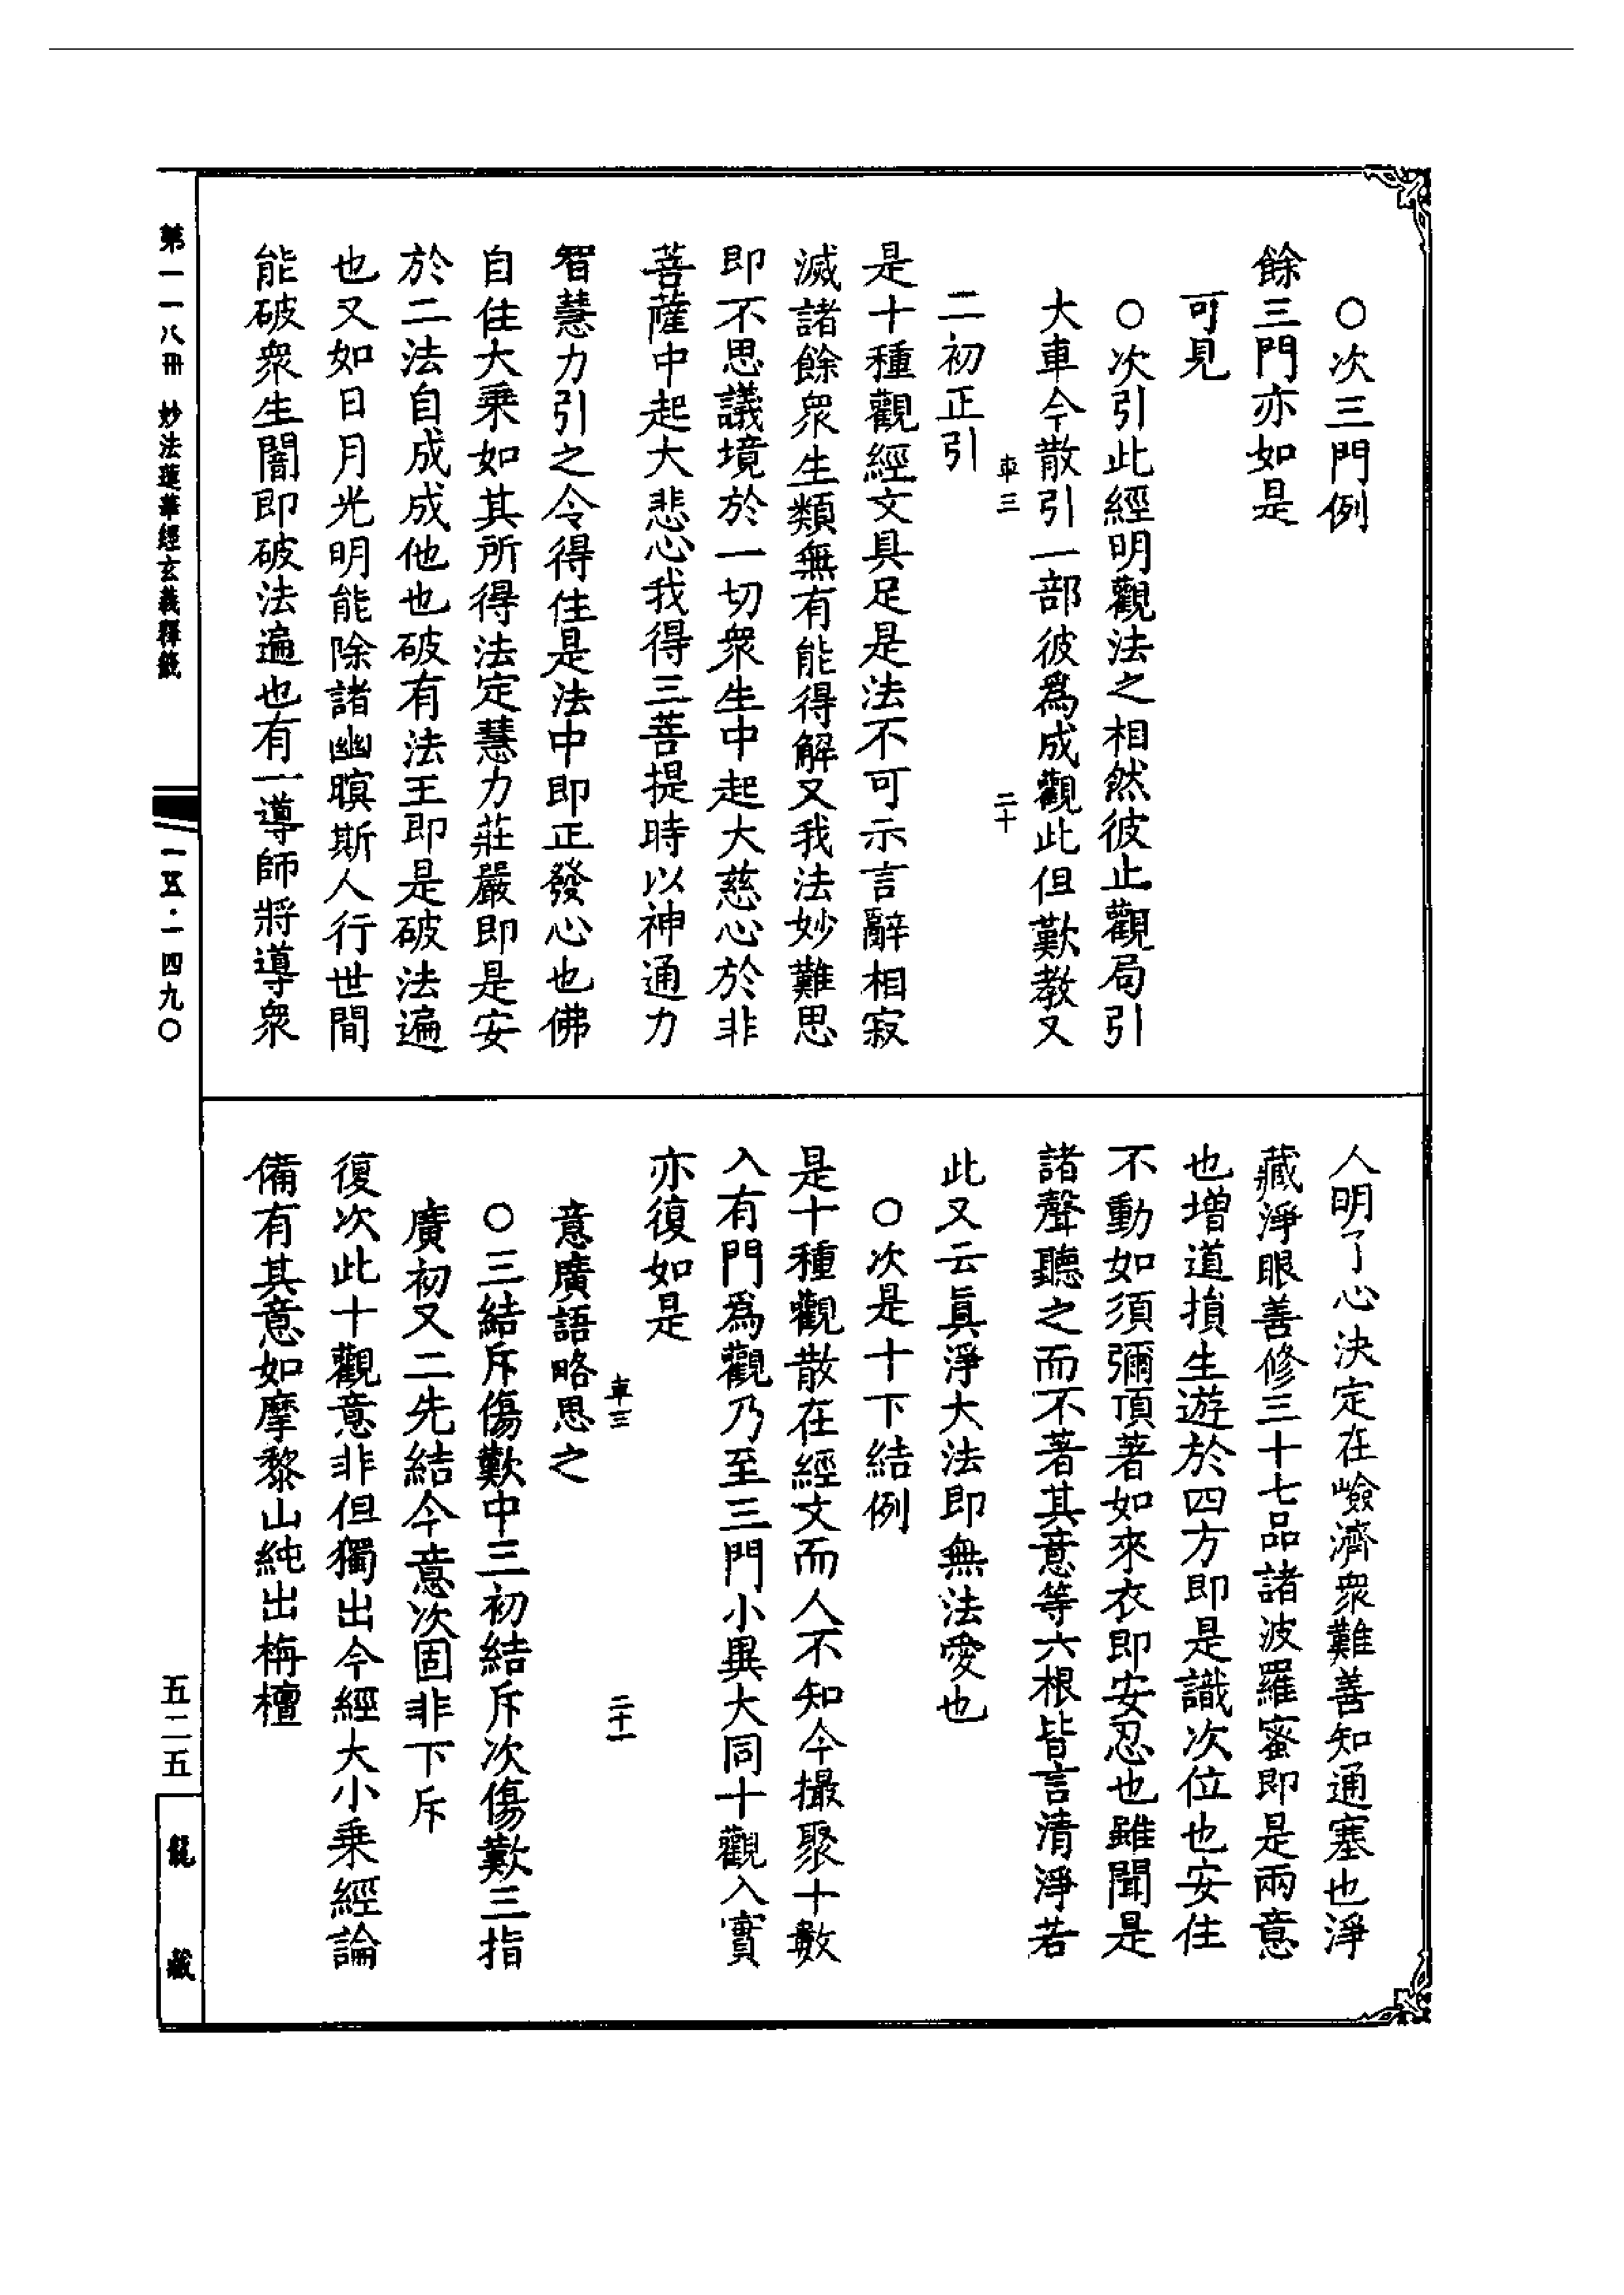 ○次三門例
餘三門亦如是
可見
○次引此經明觀法之相然彼止觀局引
大車今散引一部彼爲成觀此但歎教又
車三
二十
二初正引
是十種觀經文具足是法不可示言辭相寂
滅諸餘衆生類無有能得解又我法妙難思
即不思議境於一切衆生中起大慈心於非
菩薩中起大悲心我得三菩提時以神通力
智慧力引之令得住是法中即正發心也佛
自住大乘如其所得法定慧力莊嚴即是安
於二法自成成他也破有法王即是破法遍
也又如日月光明能除諸幽暝斯人行世間
能破衆生闇即破法遍也有一導師將導衆
人明了心決定在嶮濟衆難善知通塞也淨
藏淨眼善修三十七品諸波羅蜜即是兩意
也增道損生遊於四方即是識次位也安住
不動如須彌頂著如來衣即安忍也雖聞是
諸聲聽之而不著其意等六根皆言清淨若
此又云眞淨大法即無法愛也
○次是十下結例
是十種觀散在經文而人不知今撮聚十數
入有門爲觀乃至三門小異大同十觀入實
亦復如是
車三
二十一
意廣語略思之
○三結斥傷歎中三初結斥次傷歎三指
廣初又二先結今意次固非下斥
復次此十觀意非但獨出今經大小乘經論
備有其意如摩黎山純出栴檀
第一一八冊 妙法蓮華經玄義釋籤
一五·一四九〇
五二五
龍藏